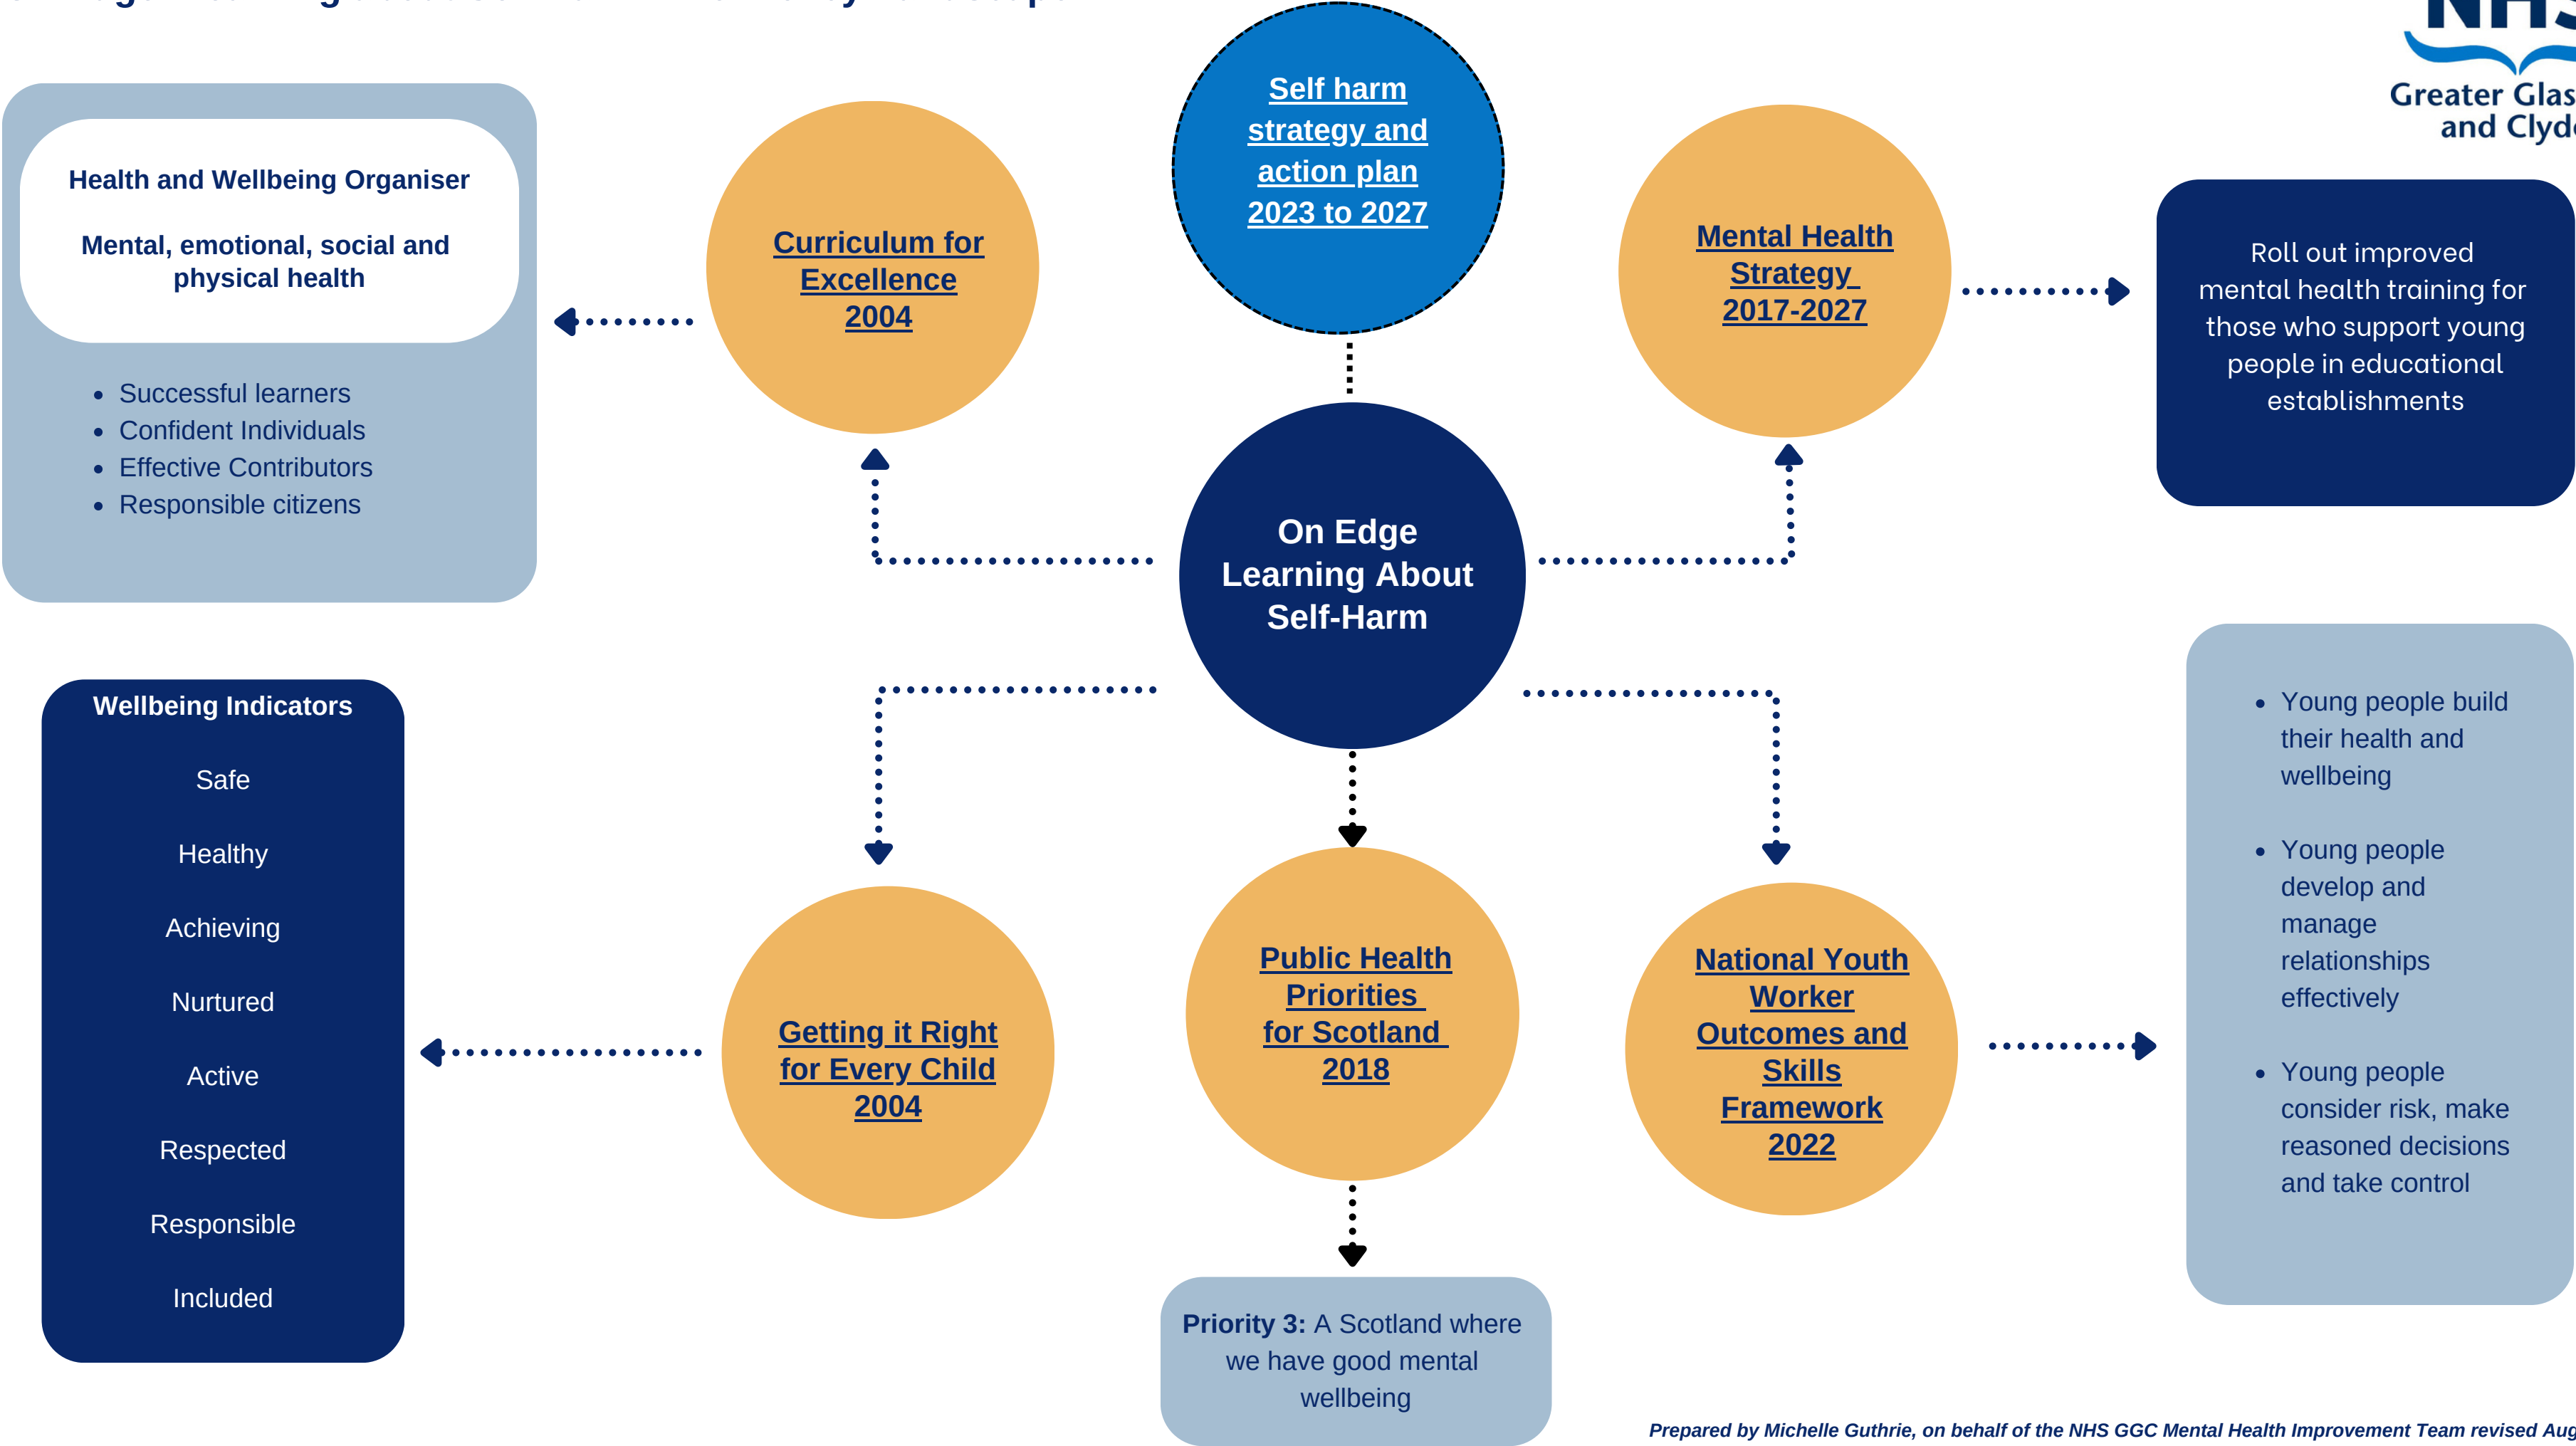 Self harm
strategy and
action plan
2023 to 2027
Greater Glas
and Clyd
Health and Wellbeing Organiser
Mental, emotional, social and
physical health
Successful learners
Confident Individuals
Effective Contributors
Responsible citizens
Curriculum for
Excellence
2004
Mental Health
Strategy
2017-2027
Roll out improved
mental health training for
those who support young
people in educational
establishments
On Edge
Learning About
Self-Harm
Wellbeing Indicators
Safe
Healthy
Achieving
Nurtured
Active
Respected
Responsible
Included
Getting it Right
for Every Child
2004
Public Health
Priorities
for Scotland
2018
National Youth
Worker
Outcomes and
Skills
Framework
2022
Young people build
their health and
wellbeing
Young people
develop and
manage
relationships
effectively
Young people
consider risk, make
reasoned decisions
and take control
Priority 3: A Scotland where
we have good mental
wellbeing
Prepared by Michelle Guthrie, on behalf of the NHS GGC Mental Health Improvement Team revised Aug